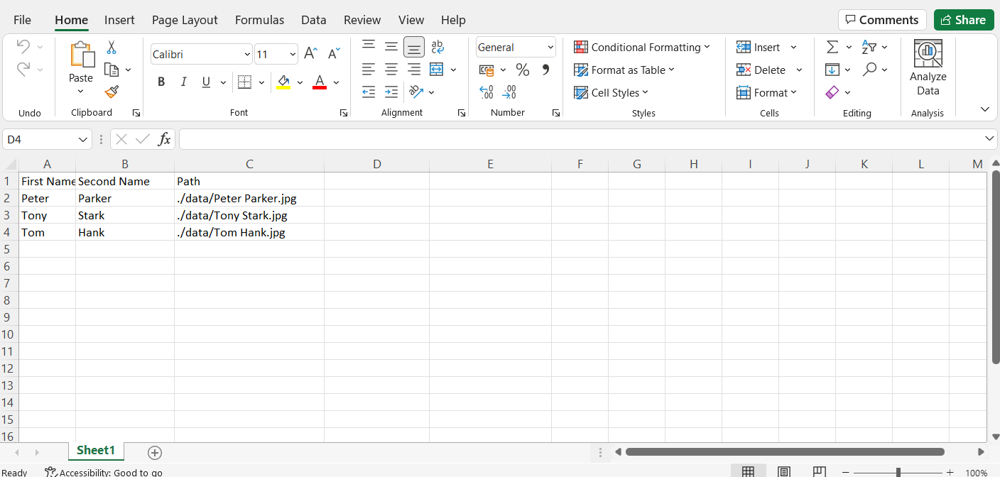 File Home Insert Page Layout Formulas Data Review View Help Comments Share
General
Conditional Formatting
Insert
Calibri 11
Format as Table
Delete
Paste
B I U
Cell Styles
Format
Analyze Data
Undo Clipboard Font Alignment Number Styles Cells Editing Analysis
D4 fx
A B C D E F G H I J K L M
1 First Name Second Name Path
2 Peter Parker ./data/Peter Parker.jpg
3 Tony Stark ./data/Tony Stark.jpg
4 Tom Hank ./data/Tom Hank.jpg
5
6
7
8
9
10
11
12
13
14
15
16
Sheet1
Ready Accessibility: Good to go 100%